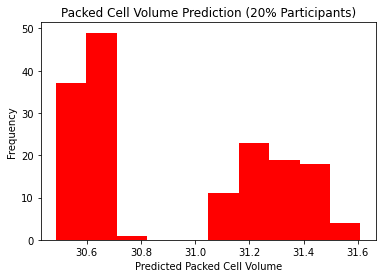 Packed Cell Volume Prediction (20% Participants)
50
40
30
20
10
0
Frequency
30.6 30.8 31.0 31.2 31.4 31.6
Predicted Packed Cell Volume